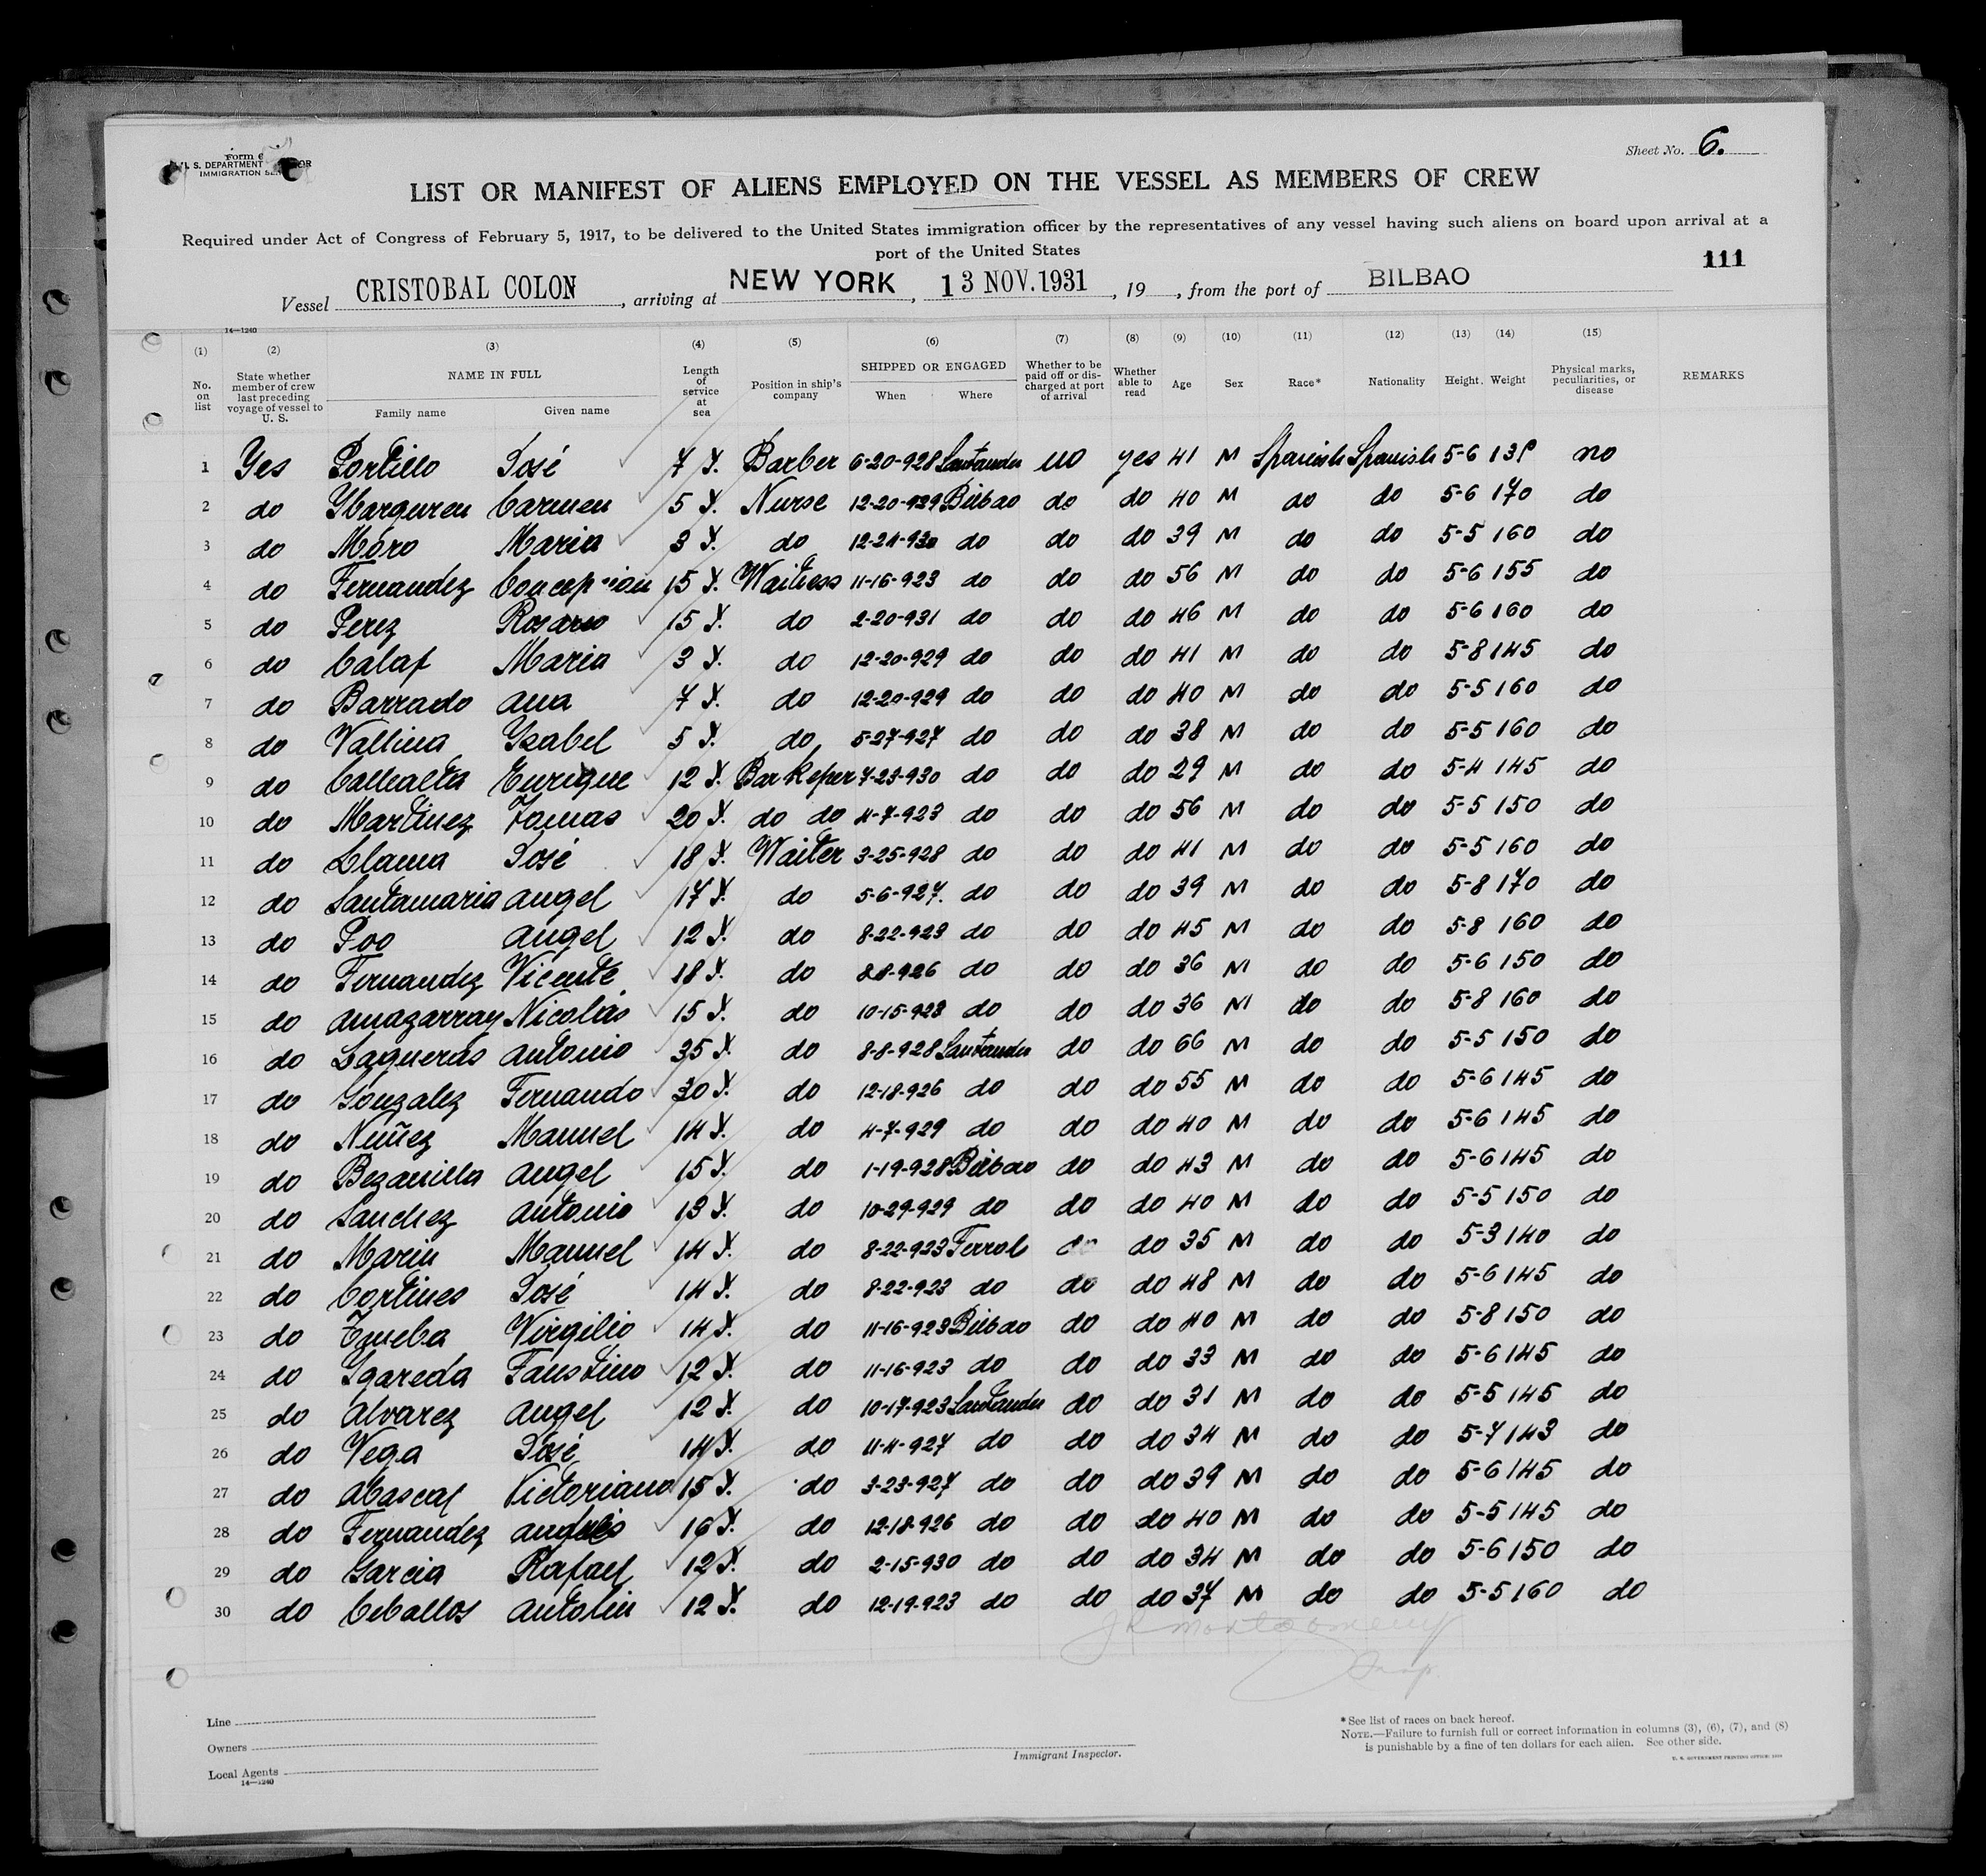 Sheet No. 6.
U. S. DEPARTMENT
IMMIGRATION
LIST OR MANIFEST OF ALIENS EMPLOYED ON THE VESSEL AS MEMBERS OF CREW
Required under Act of Congress of February 5, 1917, to be delivered to the United States immigration officer by the representatives of any vessel having such aliens on board upon arrival at a
port of the United States
111
Vessel CRISTOBAL COLON, arriving at NEW YORK, 13 NOV. 1931, 19, from the port of BILBAO
14—1240
(1) (2) (3) (4) (5) (6) (7) (8) (9) (10) (11) (12) (13) (14) (15)
No. on list State whether member of crew last preceding voyage of vessel to U. S. NAME IN FULL Family name Given name Length of service at sea Position in ship's company SHIPPED OR ENGAGED When Where Whether to be paid off or discharged at port of arrival Whether able to read Age Sex Race* Nationality Height. Weight Physical marks, peculiarities, or disease REMARKS
1 Yes Portillo José 7 Y. Barber 6-20-928 Santander no yes 41 M Spanish Spanish 5-6 no
2 do Ybarguren Carmen 5 Y. Nurse 12-20-929 Bilbao do do 40 M do do 5-6 170 do
3 do Moro Maria 3 Y. do 12-21-930 do do do 39 M do do 5-5 160 do
4 do Fernandez Concepcion 15 Y. Waitress 11-16-923 do do do 56 M do do 5-6 155 do
5 do Perez Rosario 15 Y. do 2-20-931 do do do 46 M do do 5-6 160 do
6 do Calaf Maria 3 Y. do 12-20-929 do do do 41 M do do 5-8 145 do
7 do Barrado Ana 7 Y. do 12-20-929 do do do 40 M do do 5-5 160 do
8 do Vallina Ysabel 5 Y. do 5-27-927 do do do 38 M do do 5-5 160 do
9 do Enrique 12 Y. Barkeper 7-23-930 do do do 29 M do do 5-4 145 do
10 do Martinez Tomas 20 Y. do do 4-7-923 do do do 56 M do do 5-5 150 do
11 do Llama José 18 Y. Waiter 3-25-928 do do do 41 M do do 5-5 160 do
12 do Santamaria Angel 17 Y. do 5-6-927. do do do 39 M do do 5-8 170 do
13 do Poo Angel 12 Y. do 8-22-923 do do do 45 M do do 5-8 160 do
14 do Fernandez Vicente 18 Y. do 8-8-926 do do do 36 M do do 5-6 150 do
15 do Amazarray Nicolás 15 Y. do 10-15-928 do do do 36 M do do 5-8 160 do
16 do Laqueras Antonio 35 Y. do 8-8-928 Santander do do 66 M do do 5-5 150 do
17 do Gonzalez Fernando 30 Y. do 12-18-926 do do do 55 M do do 5-6 145 do
18 do Nuñez Manuel 14 Y. do 4-7-929 do do do 40 M do do 5-6 145 do
19 do Bezanilla Angel 15 Y. do 1-19-928 Bilbao do do 43 M do do 5-6 145 do
20 do Sanchez Antonio 13 Y. do 10-29-929 do do do 40 M do do 5-5 150 do
21 do Marin Manuel 14 Y. do 8-22-923 Ferrol do do 35 M do do 5-3 140 do
22 do Cortines José 14 Y. do 8-22-923 do do do 48 M do do 5-6 145 do
23 do Trueba Virgilio 14 Y. do 11-16-923 Bilbao do do 40 M do do 5-8 150 do
24 do Ygareda Faustino 12 Y. do 11-16-923 do do do 33 M do do 5-6 145 do
25 do Alvarez Angel 12 Y. do 10-17-923 Santander do do 31 M do do 5-5 145 do
26 do Vega José 14 Y. do 11-4-927 do do do 34 M do do 5-7 143 do
27 do Abascal Victoriano 15 Y. do 3-23-927 do do do 39 M do do 5-6 145 do
28 do Fernandez Andrés 16 Y. do 12-18-926 do do do 40 M do do 5-5 145 do
29 do Garcia Rafael 12 Y. do 2-15-930 do do do 34 M do do 5-6 150 do
30 do Ceballos Antolin 12 Y. do 12-19-923 do do do 37 M do do 5-5 160 do
J R Montgomery
Insp.
Line
Owners
Local Agents
14—1240
Immigrant Inspector.
* See list of races on back hereof.
NOTE.—Failure to furnish full or correct information in columns (3), (6), (7), and (8)
is punishable by a fine of ten dollars for each alien. See other side.
U. S. GOVERNMENT PRINTING OFFICE